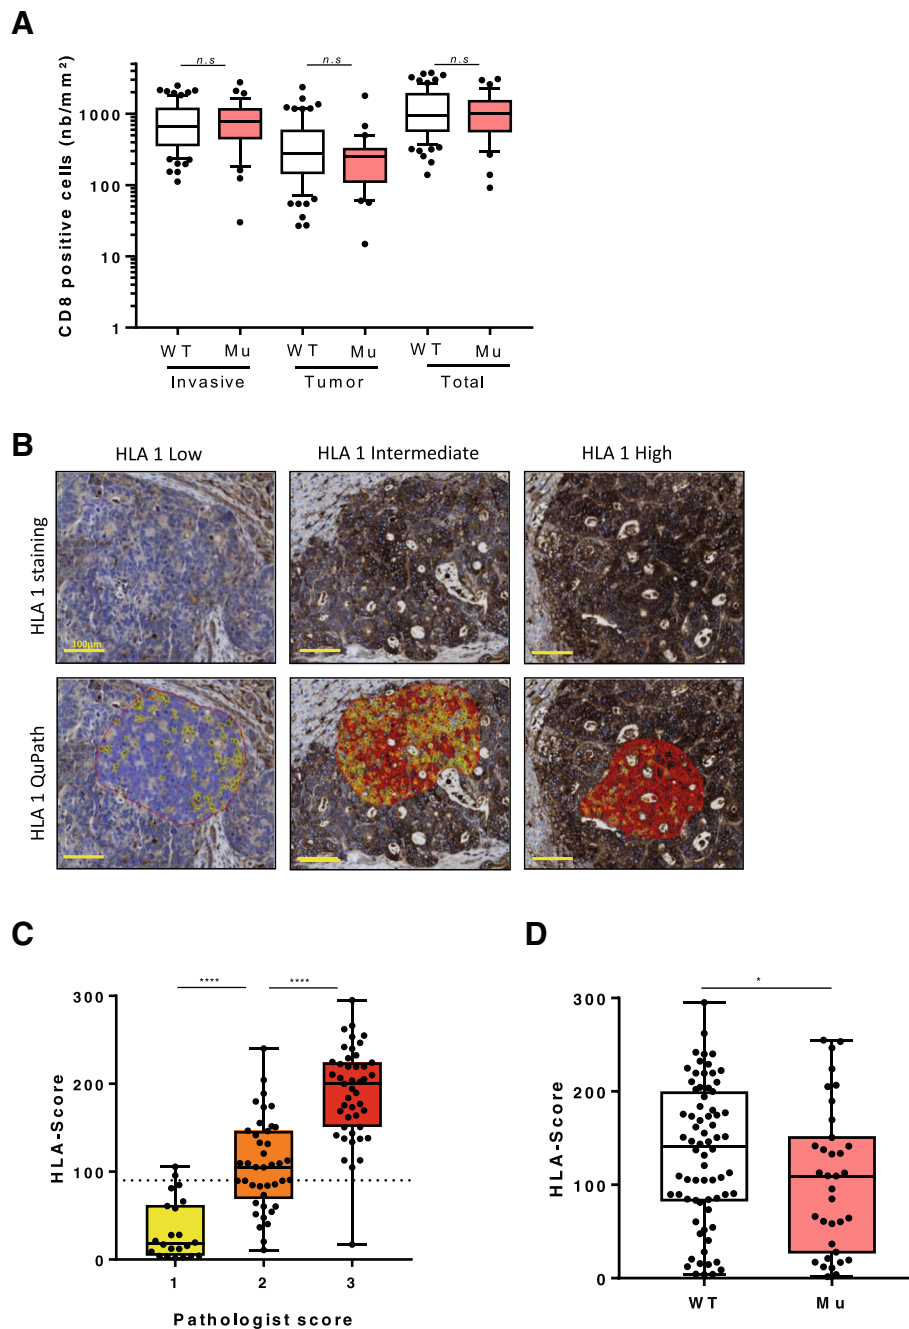 A
CD8 positive cells (nb/mm²)
n.s n.s n.s
1000
100
10
1
WT Mu WT Mu WT Mu
Invasive Tumor Total
B
HLA 1 Low HLA 1 Intermediate HLA 1 High
HLA 1 staining
100µm
HLA 1 QuPath
C
HLA-Score
**** ****
300
200
100
0
1 2 3
Pathologist score
D
HLA-Score
*
300
200
100
0
WT Mu